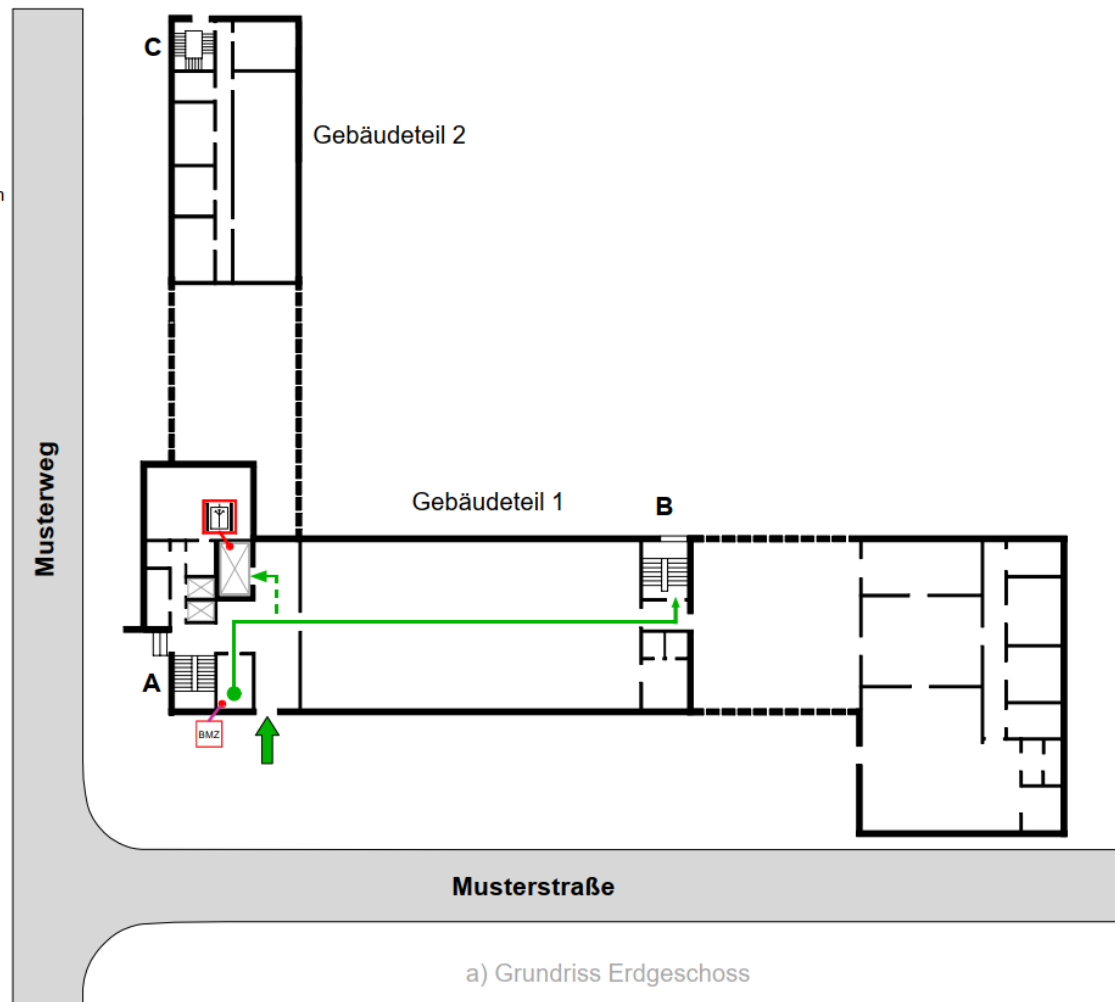 C
Gebäudeteil 2
n
Musterweg
Gebäudeteil 1
B
A
BMZ
Musterstraße
a) Grundriss Erdgeschoss